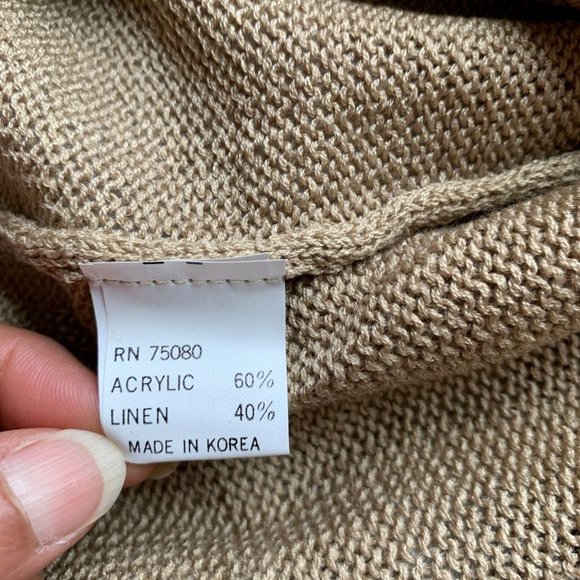 RN 75080
ACRYLIC 60%
LINEN 40%
MADE IN KOREA